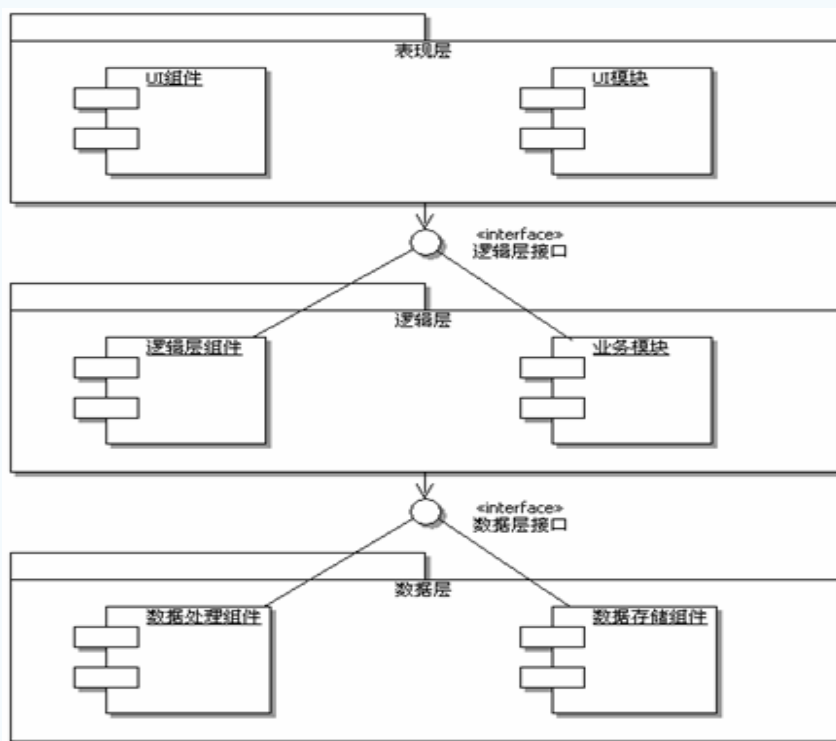 表现层
UI组件
UI模块
«interface»
逻辑层接口
逻辑层
逻辑层组件
业务模块
«interface»
数据层接口
数据层
数据处理组件
数据存储组件